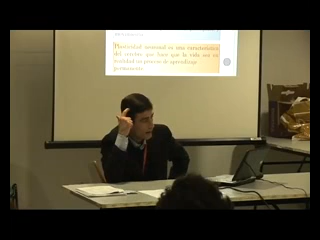 Plasticidad neuronal es una característica
del cerebro que hace que la vida sea en
realidad un proceso de aprendizaje
permanente